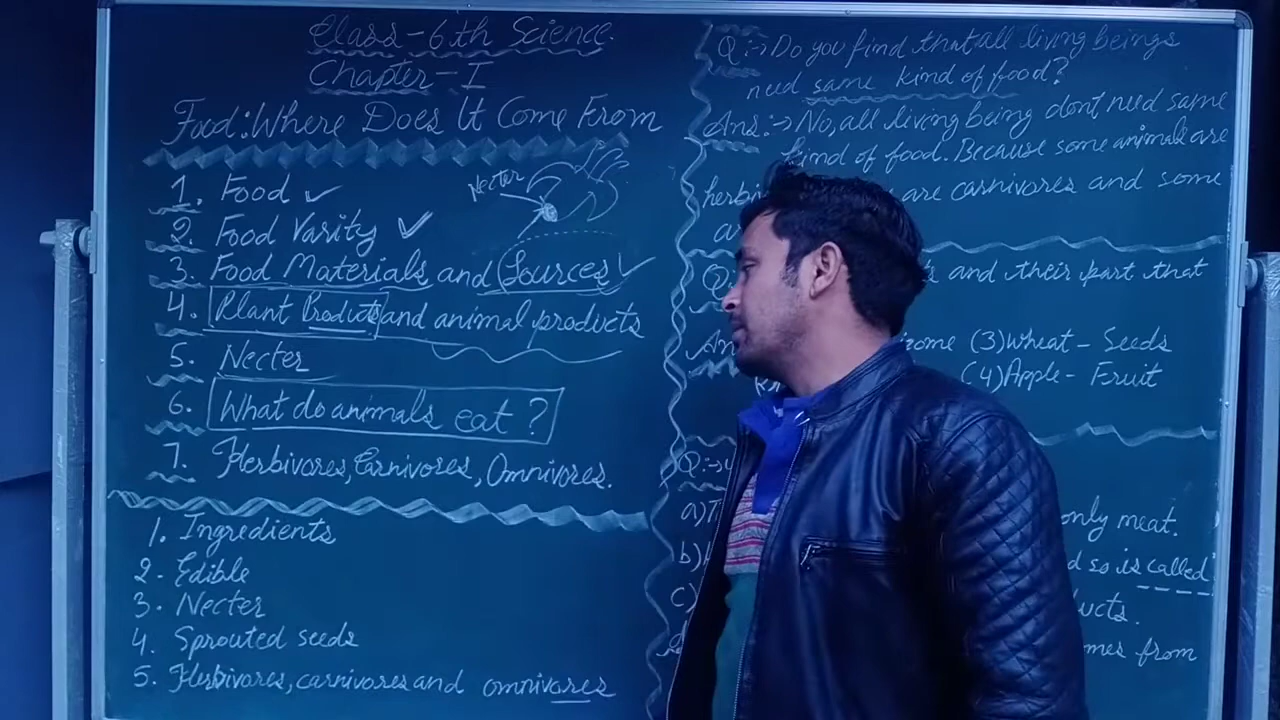 Class-6th Science
Chapter-I
Food:Where Does It Come From
Necter
1. Food ✓
2. Food Varity ✓
3. Food Materials and Sources ✓
4. Plant Products and animal products
5. Necter
6. What do animals eat ?
7. Herbivores, Carnivores, Omnivores.
1. Ingredients
2. Edible
3. Necter
4. Sprouted seeds
5. Herbivores, carnivores and omnivores
Q:→ Do you find that all living beings
need same kind of food?
Ans:→ No, all living being dont need same
kind of food. Because some animals are
are carnivores and some
and their part that
(3) Wheat – Seeds
(4) Apple – Fruit
Q:→
a)
only meat.
b)
so is called
c)
from